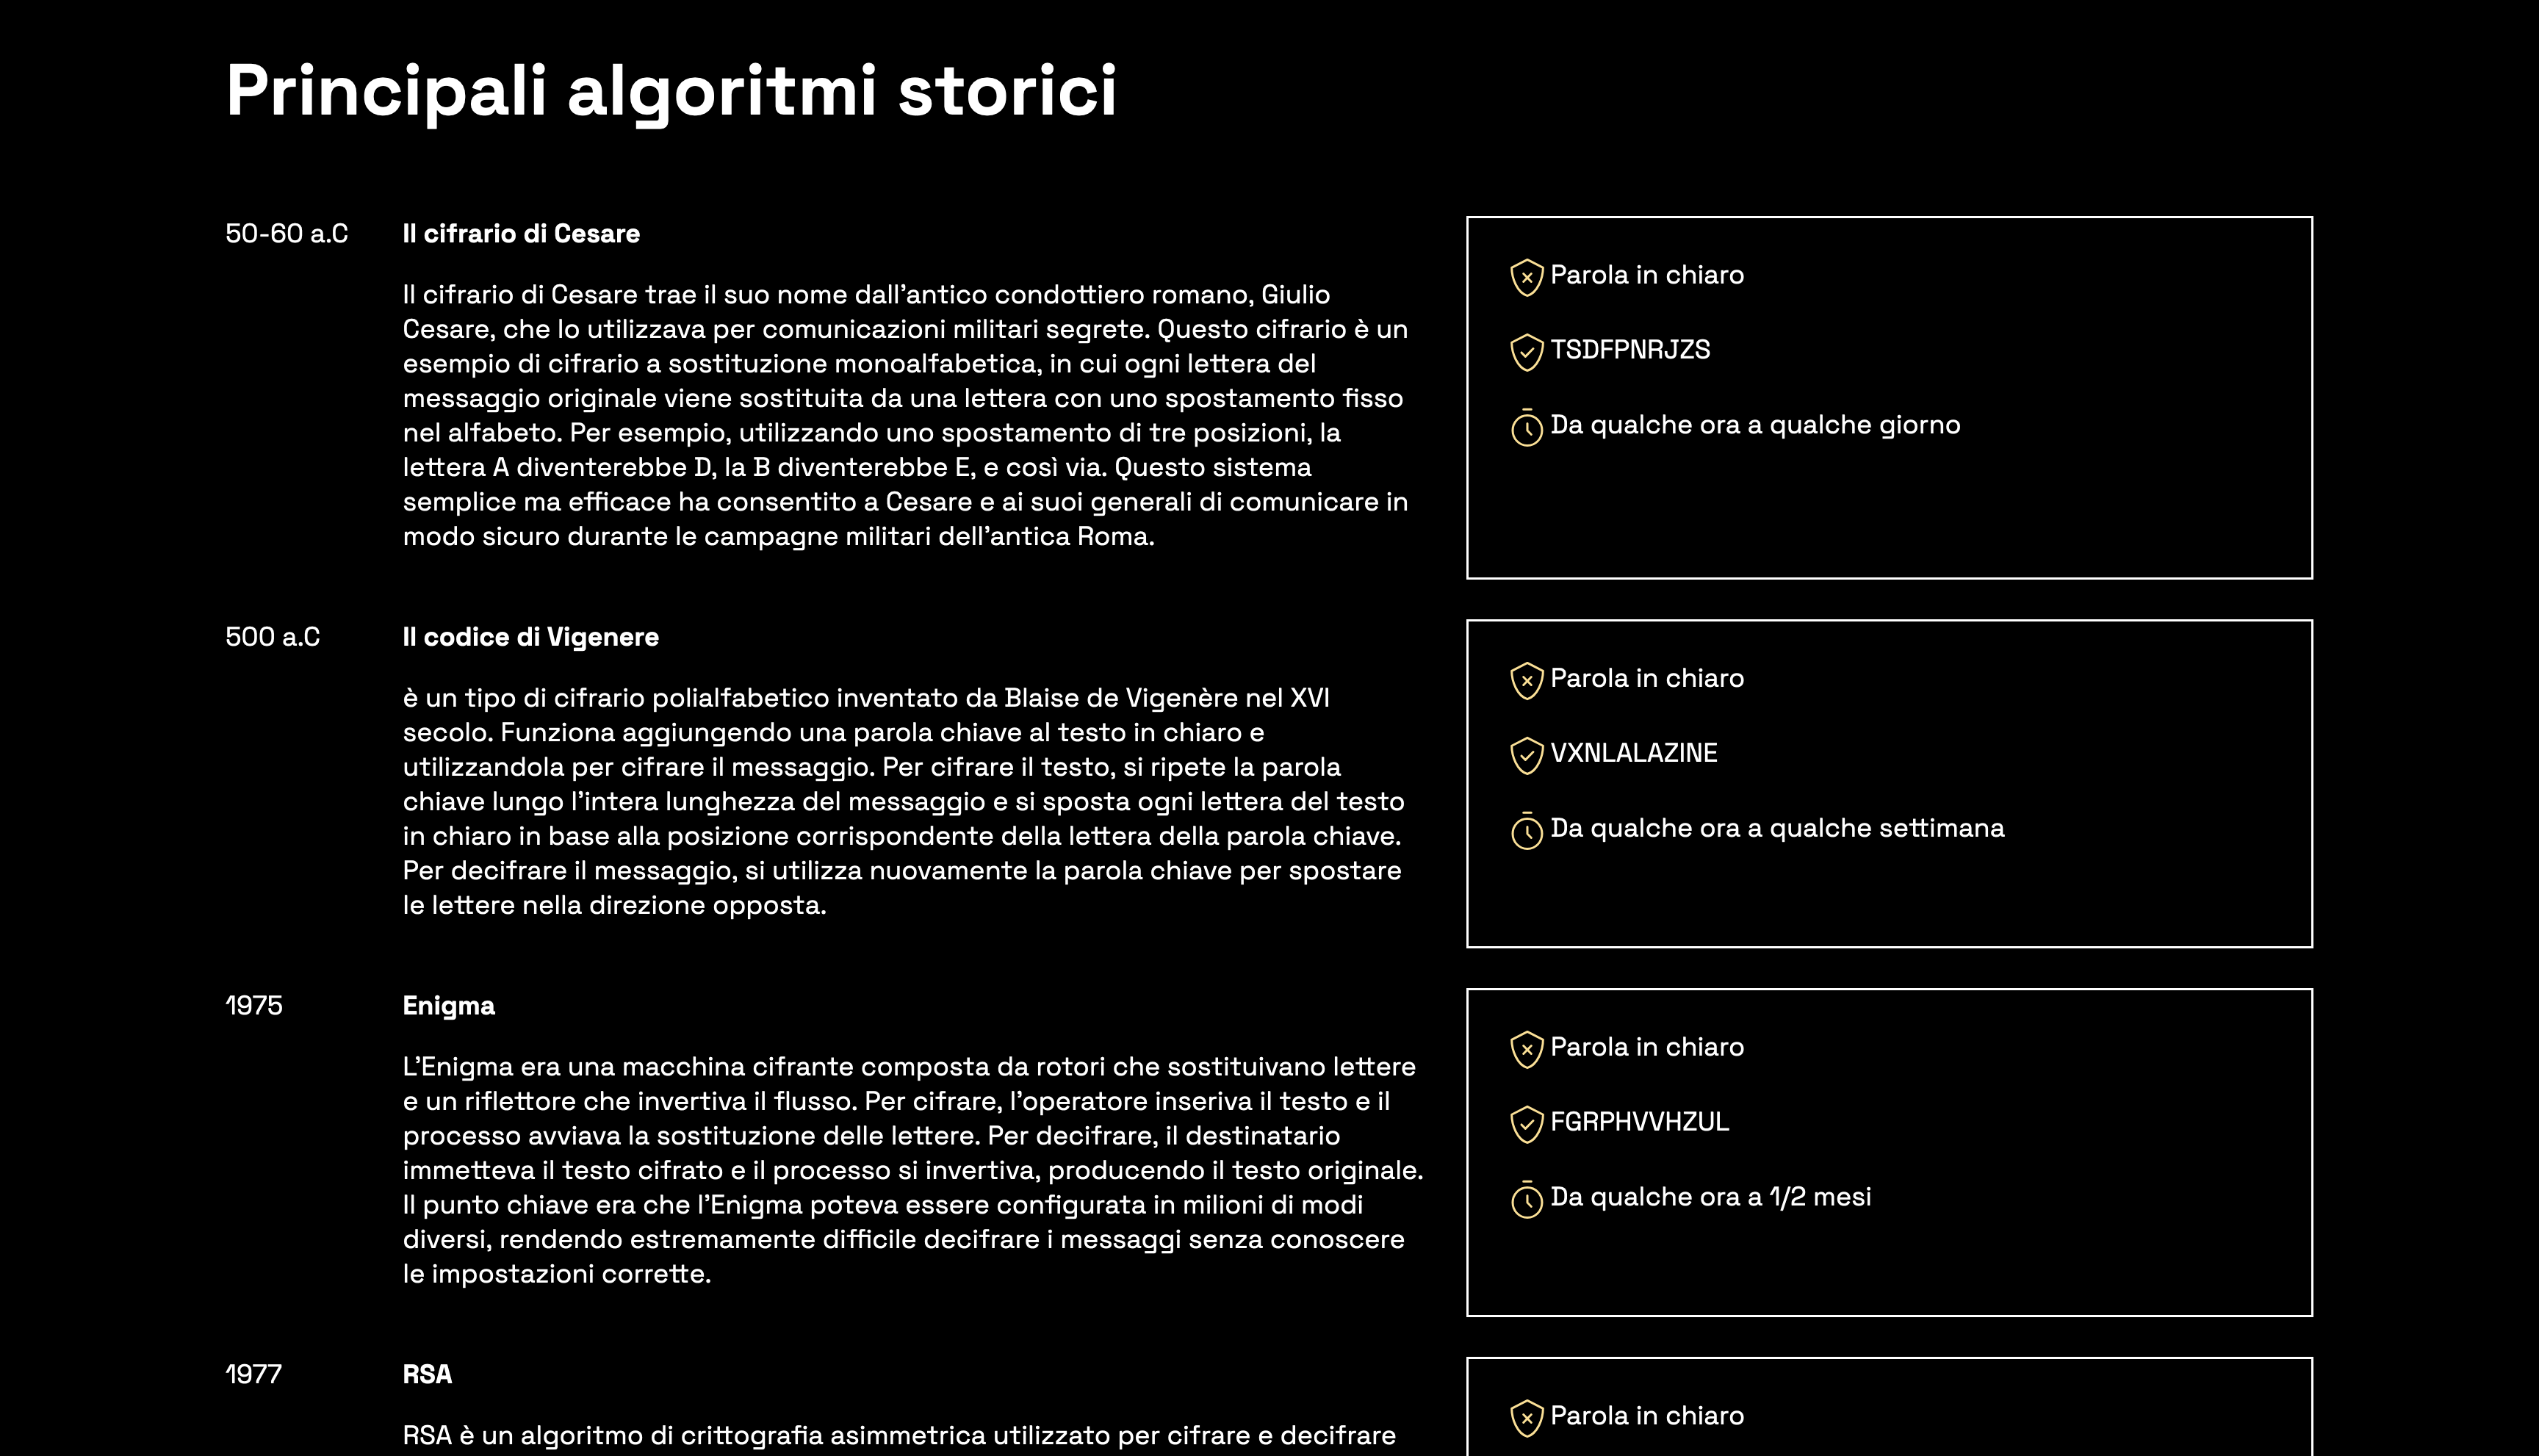 Principali algoritmi storici
50-60 a.C
Il cifrario di Cesare
Il cifrario di Cesare trae il suo nome dall'antico condottiero romano, Giulio
Cesare, che lo utilizzava per comunicazioni militari segrete. Questo cifrario è un
esempio di cifrario a sostituzione monoalfabetica, in cui ogni lettera del
messaggio originale viene sostituita da una lettera con uno spostamento fisso
nel alfabeto. Per esempio, utilizzando uno spostamento di tre posizioni, la
lettera A diventerebbe D, la B diventerebbe E, e così via. Questo sistema
semplice ma efficace ha consentito a Cesare e ai suoi generali di comunicare in
modo sicuro durante le campagne militari dell'antica Roma.
Parola in chiaro
TSDFPNRJZS
Da qualche ora a qualche giorno
500 a.C
Il codice di Vigenere
è un tipo di cifrario polialfabetico inventato da Blaise de Vigenère nel XVI
secolo. Funziona aggiungendo una parola chiave al testo in chiaro e
utilizzandola per cifrare il messaggio. Per cifrare il testo, si ripete la parola
chiave lungo l'intera lunghezza del messaggio e si sposta ogni lettera del testo
in chiaro in base alla posizione corrispondente della lettera della parola chiave.
Per decifrare il messaggio, si utilizza nuovamente la parola chiave per spostare
le lettere nella direzione opposta.
Parola in chiaro
VXNLALAZINE
Da qualche ora a qualche settimana
1975
Enigma
L'Enigma era una macchina cifrante composta da rotori che sostituivano lettere
e un riflettore che invertiva il flusso. Per cifrare, l'operatore inseriva il testo e il
processo avviava la sostituzione delle lettere. Per decifrare, il destinatario
immetteva il testo cifrato e il processo si invertiva, producendo il testo originale.
Il punto chiave era che l'Enigma poteva essere configurata in milioni di modi
diversi, rendendo estremamente difficile decifrare i messaggi senza conoscere
le impostazioni corrette.
Parola in chiaro
FGRPHVVHZUL
Da qualche ora a 1/2 mesi
1977
RSA
RSA è un algoritmo di crittografia asimmetrica utilizzato per cifrare e decifrare
Parola in chiaro